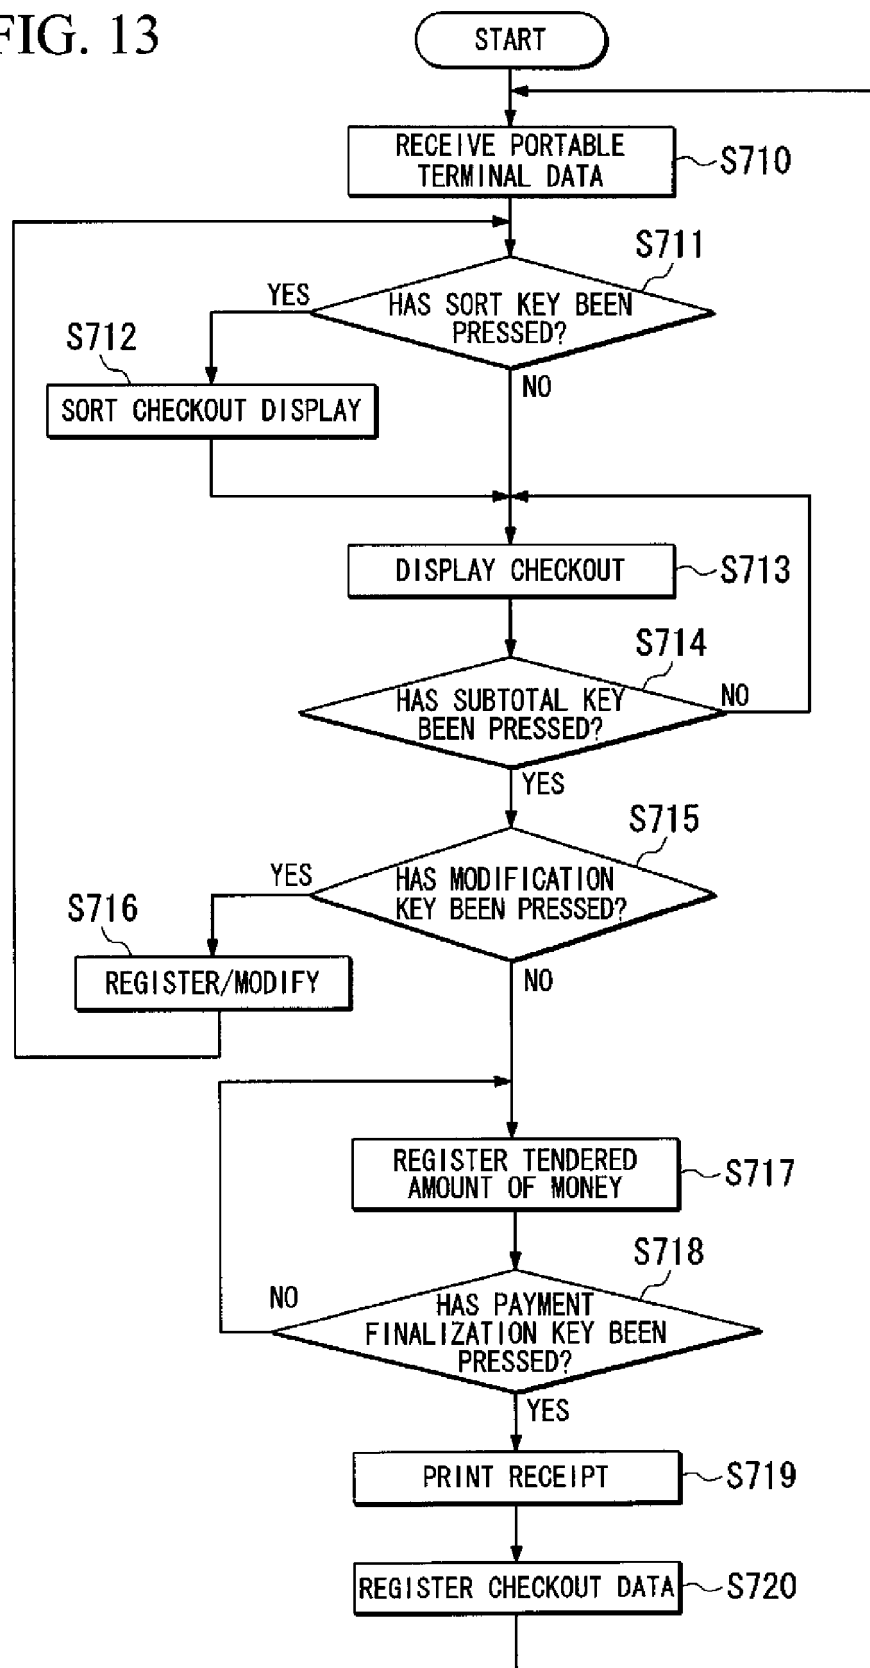 FIG. 13
START
RECEIVE PORTABLE
TERMINAL DATA
S710
S711
HAS SORT KEY BEEN
PRESSED?
YES
NO
S712
SORT CHECKOUT DISPLAY
DISPLAY CHECKOUT
S713
S714
HAS SUBTOTAL KEY
BEEN PRESSED?
NO
YES
S715
HAS MODIFICATION
KEY BEEN PRESSED?
YES
NO
S716
REGISTER/MODIFY
REGISTER TENDERED
AMOUNT OF MONEY
S717
S718
HAS PAYMENT
FINALIZATION KEY BEEN
PRESSED?
NO
YES
PRINT RECEIPT
S719
REGISTER CHECKOUT DATA
S720